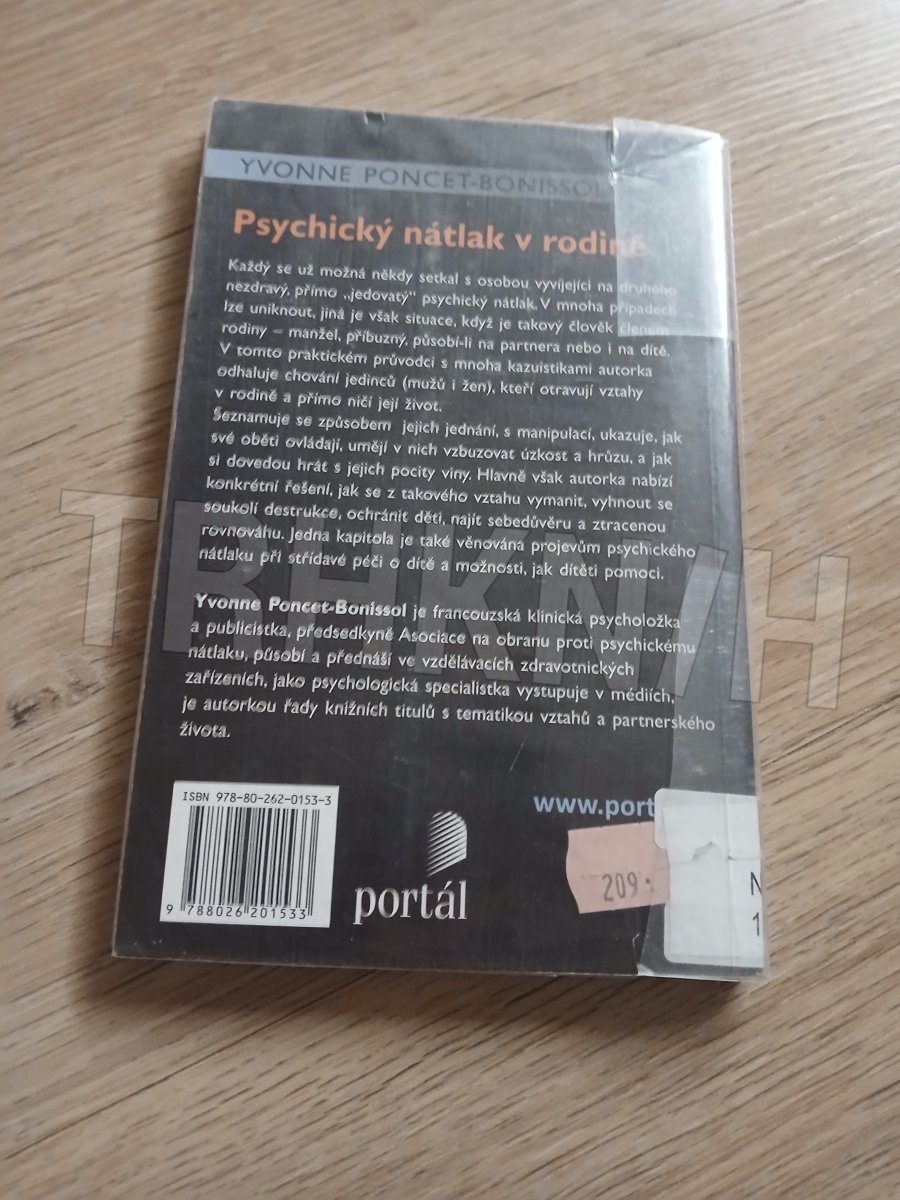 YVONNE PONCET-BONISSOL
Psychický nátlak v rodině
Každý se už možná někdy setkal s osobou vyvíjející na druhého
nezdravý, přímo „jedovatý“ psychický nátlak. V mnoha případech
lze uniknout, jiná je však situace, když je takový člověk členem
rodiny – manžel, příbuzný, působí-li na partnera nebo i na dítě.
V tomto praktickém průvodci s mnoha kazuistikami autorka
odhaluje chování jedinců (mužů i žen), kteří otravují vztahy
v rodině a přímo ničí její život.
Seznamuje se způsobem jejich jednání, s manipulací, ukazuje, jak
své oběti ovládají, umějí v nich vzbuzovat úzkost a hrůzu, a jak
si dovedou hrát s jejich pocity viny. Hlavně však autorka nabízí
konkrétní řešení, jak se z takového vztahu vymanit, vyhnout se
soukolí destrukce, ochránit děti, najít sebedůvěru a ztracenou
rovnováhu. Jedna kapitola je také věnována projevům psychického
nátlaku při střídavé péči o dítě a možnosti, jak dítěti pomoci.
Yvonne Poncet-Bonissol je francouzská klinická psycholožka
a publicistka, předsedkyně Asociace na obranu proti psychickému
nátlaku, působí a přednáší ve vzdělávacích zdravotnických
zařízeních, jako psychologická specialistka vystupuje v médiích,
je autorkou řady knižních titulů s tematikou vztahů a partnerského
života.
ISBN 978-80-262-0153-3
9 788026 201533
portál
www.port
209.
N
1
TRHKNIH